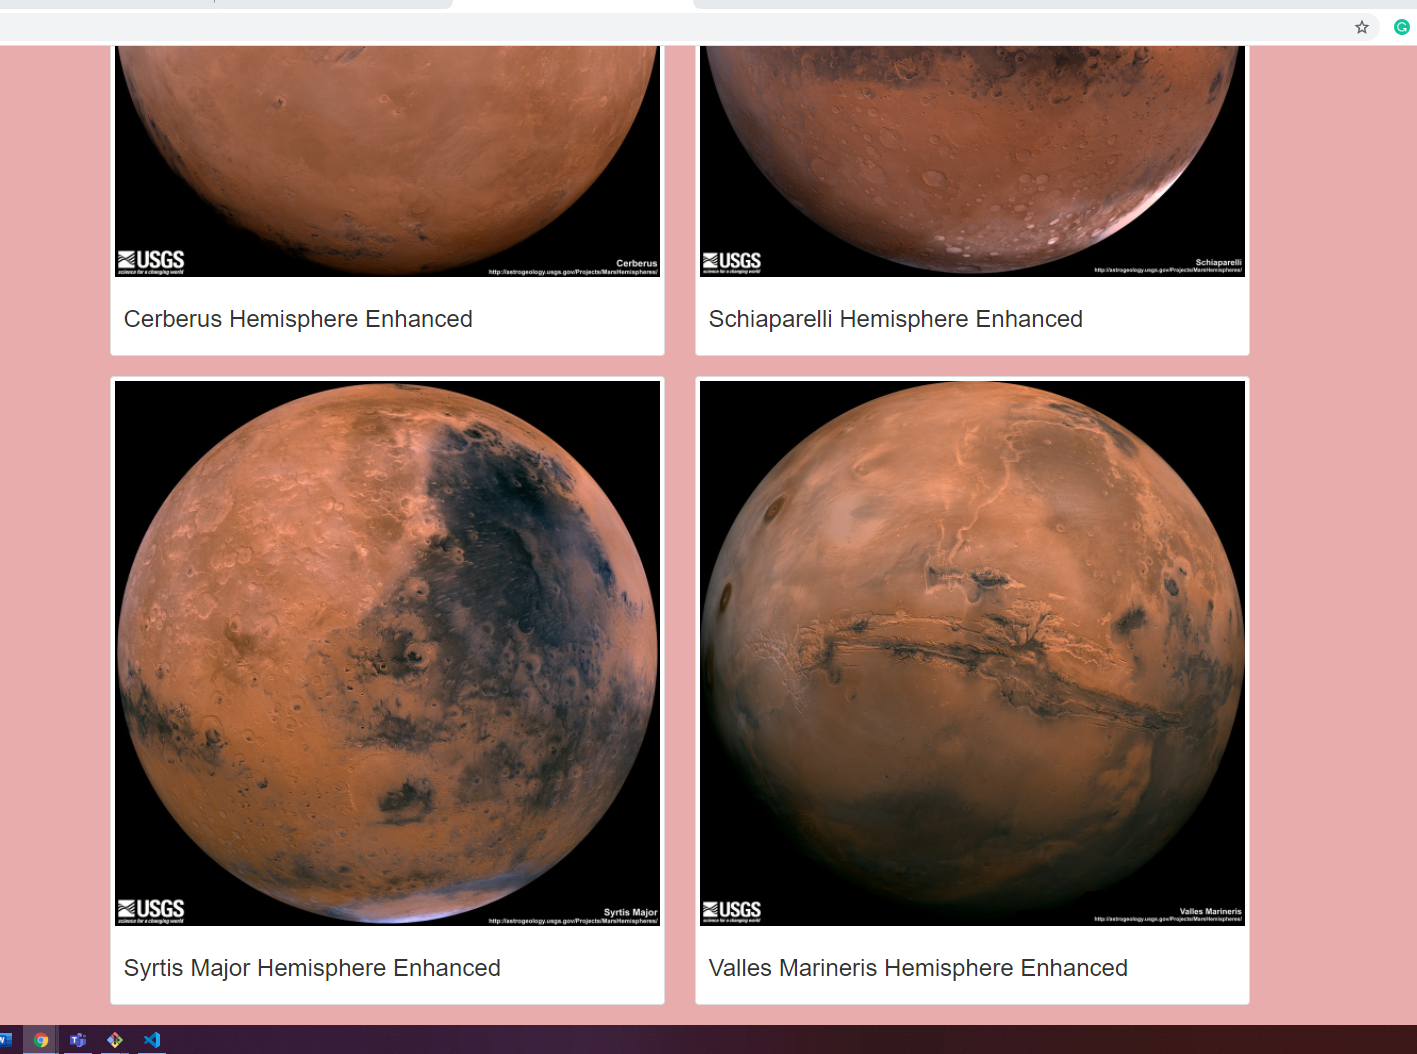 USGS
science for a changing world
Cerberus
http://astrogeology.usgs.gov/Projects/MarsHemispheres/
USGS
science for a changing world
Schiaparelli
http://astrogeology.usgs.gov/Projects/MarsHemispheres/
Cerberus Hemisphere Enhanced
Schiaparelli Hemisphere Enhanced
USGS
science for a changing world
Syrtis Major
http://astrogeology.usgs.gov/Projects/MarsHemispheres/
USGS
science for a changing world
Valles Marineris
http://astrogeology.usgs.gov/Projects/MarsHemispheres/
Syrtis Major Hemisphere Enhanced
Valles Marineris Hemisphere Enhanced